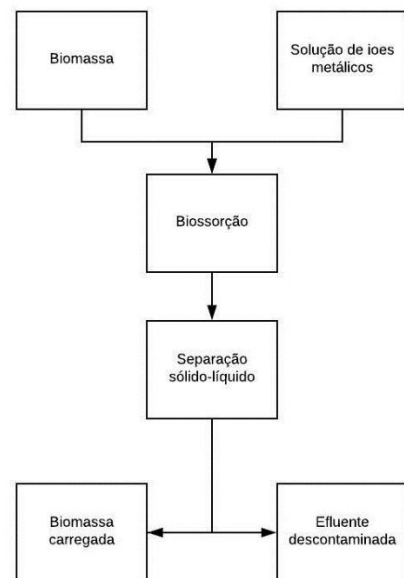 Biomassa
Solução de ioes
metálicos
Biossorção
Separação
sólido-líquido
Biomassa
carregada
Efluente
descontaminada